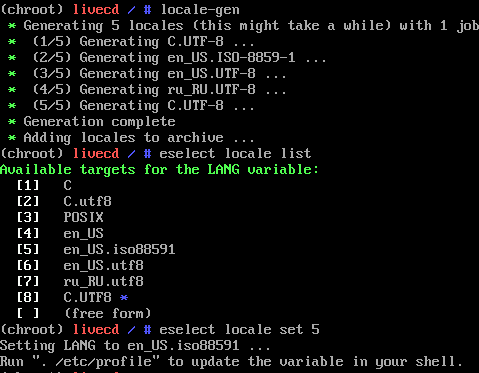 (chroot) livecd / # locale-gen
* Generating 5 locales (this might take a while) with 1 job
*  (1/5) Generating C.UTF-8 ...
*  (2/5) Generating en_US.ISO-8859-1 ...
*  (3/5) Generating en_US.UTF-8 ...
*  (4/5) Generating ru_RU.UTF-8 ...
*  (5/5) Generating C.UTF-8 ...
* Generation complete
* Adding locales to archive ...
(chroot) livecd / # eselect locale list
Available targets for the LANG variable:
[1]   C
[2]   C.utf8
[3]   POSIX
[4]   en_US
[5]   en_US.iso88591
[6]   en_US.utf8
[7]   ru_RU.utf8
[8]   C.UTF8 *
[ ]   (free form)
(chroot) livecd / # eselect locale set 5
Setting LANG to en_US.iso88591 ...
Run ". /etc/profile" to update the variable in your shell.